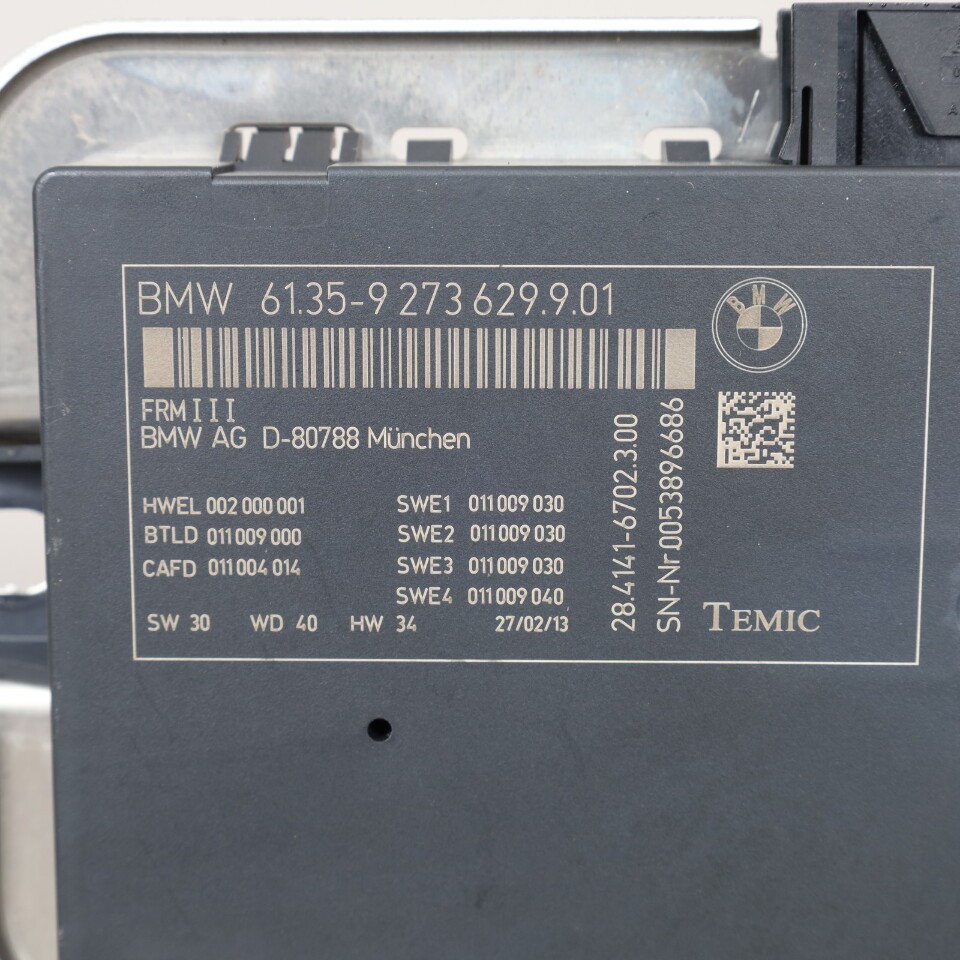 BMW 61.35-9 273 629.9.01
BMW
FRM III
BMW AG D-80788 München
HWEL 002 000 001
BTLD 011 009 000
CAFD 011 004 014
SWE1 011 009 030
SWE2 011 009 030
SWE3 011 009 030
SWE4 011 009 040
SW 30 WD 40 HW 34 27/02/13
28.4141-6702.3.00
SN-Nr.0053896686
TEMIC